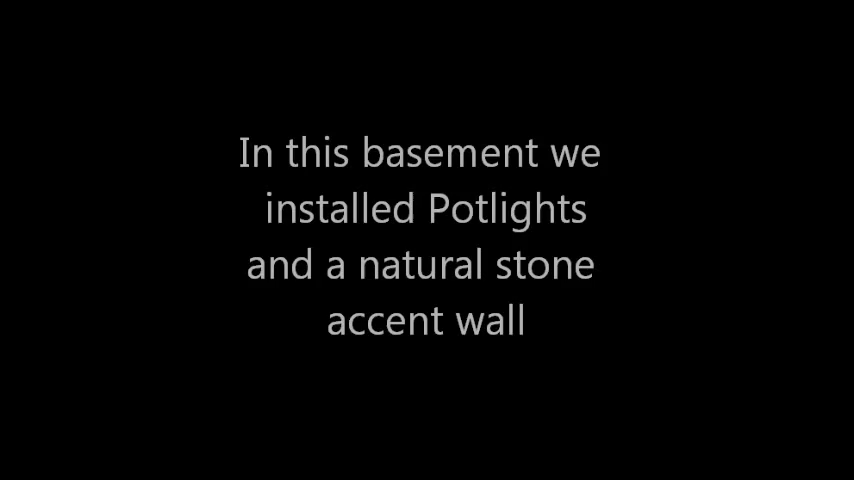 In this basement we
installed Potlights
and a natural stone
accent wall